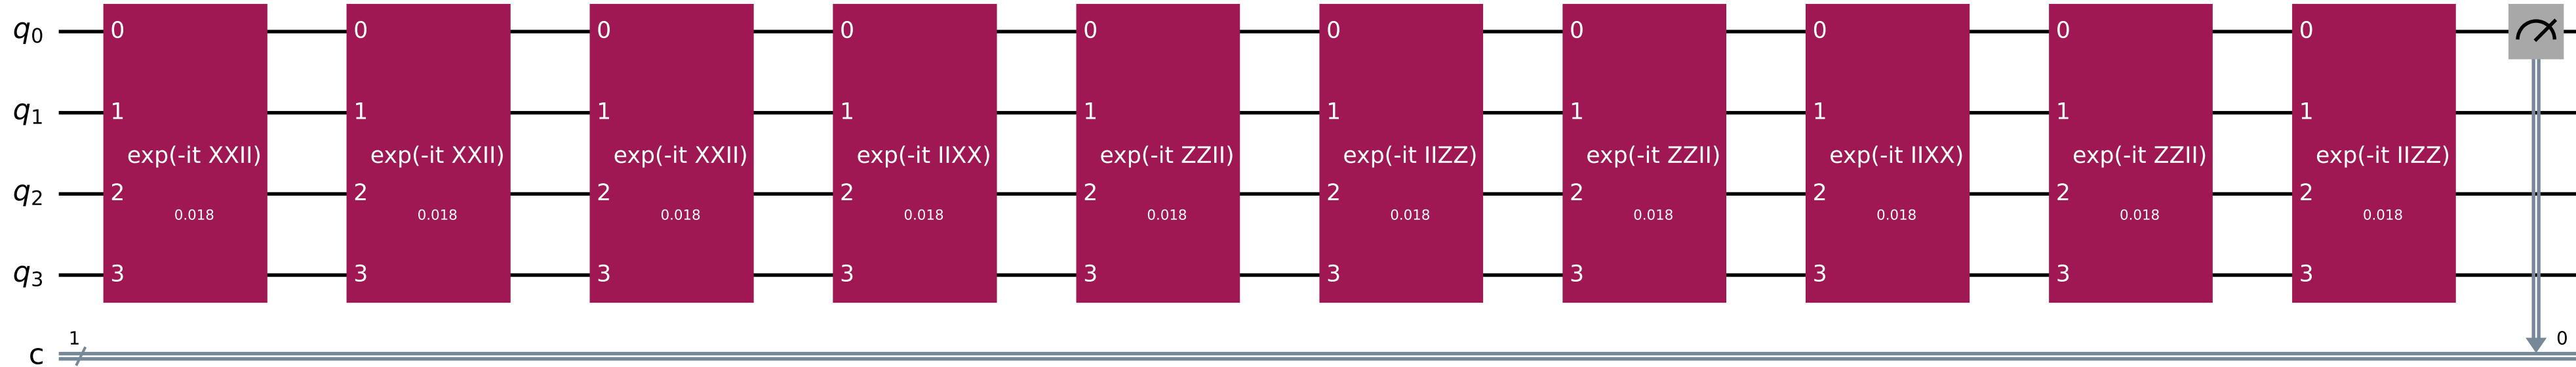 q0 0 0 0 0 0 0 0 0 0 0
q1 1 1 1 1 1 1 1 1 1 1
exp(-it XXII) exp(-it XXII) exp(-it XXII) exp(-it IIXX) exp(-it ZZII) exp(-it IIZZ) exp(-it ZZII) exp(-it IIXX) exp(-it ZZII) exp(-it IIZZ)
q2 2 2 2 2 2 2 2 2 2 2
0.018 0.018 0.018 0.018 0.018 0.018 0.018 0.018 0.018 0.018
q3 3 3 3 3 3 3 3 3 3 3
1 0
c